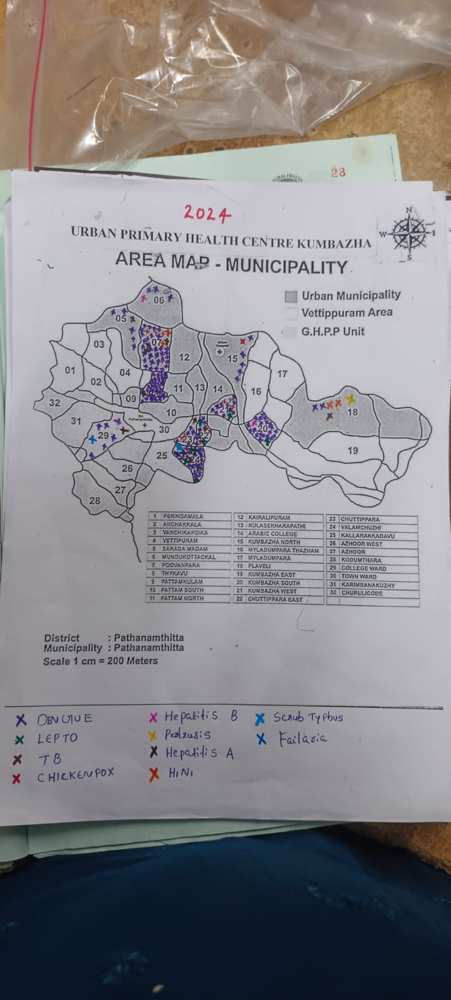 28
RURAL HEALTH
2024
URBAN PRIMARY HEALTH CENTRE KUMBAZHA
AREA MAP - MUNICIPALITY
N
W E
S
Urban Municipality
Vettippuram Area
G.H.P.P Unit
06
05
07
03
12
Urban
Hospital
15
01
02
04
17
09
11
13
14
16
32
10
21
31
GH
Pathanamthitta
30
20
18
29
23
22
19
25
24
26
27
28
1 PERINGAMALA
2 ANCHAKKALA
3 VANCHIKAPOIKA
4 VETTIPURAM
5 SARADA MADAM
6 MUNDUKOTTACKAL
7 POOVANPARA
8 THYKAVU
9 PATTAMKULAM
10 PATTAM SOUTH
11 PATTAM NORTH
12 KAIRALIPURAM
13 KULASEKHARAPATHI
14 ARABIC COLLEGE
15 KUMBAZHA NORTH
16 MYLADUMPARA THAZHAM
17 MYLADUMPARA
18 PLAVELI
19 KUMBAZHA EAST
20 KUMBAZHA SOUTH
21 KUMBAZHA WEST
22 CHUTTIPPARA EAST
23 CHUTTIPPARA
24 VALAMCHUZHI
25 KALLARAKKADAVU
26 AZHOOR WEST
27 AZHOOR
28 KODUMTHARA
29 COLLEGE WARD
30 TOWN WARD
31 KARIMBANAKUZHY
32 CHURULICODE
District : Pathanamthitta
Municipality : Pathanamthitta
Scale 1 cm = 200 Meters
X DENGUE
X LEPTO
X TB
X CHICKENPOX
X Hepatitis B
X Pertrusis
X Hepatitis A
X H1N1
X Scrub Typhus
X Failaria